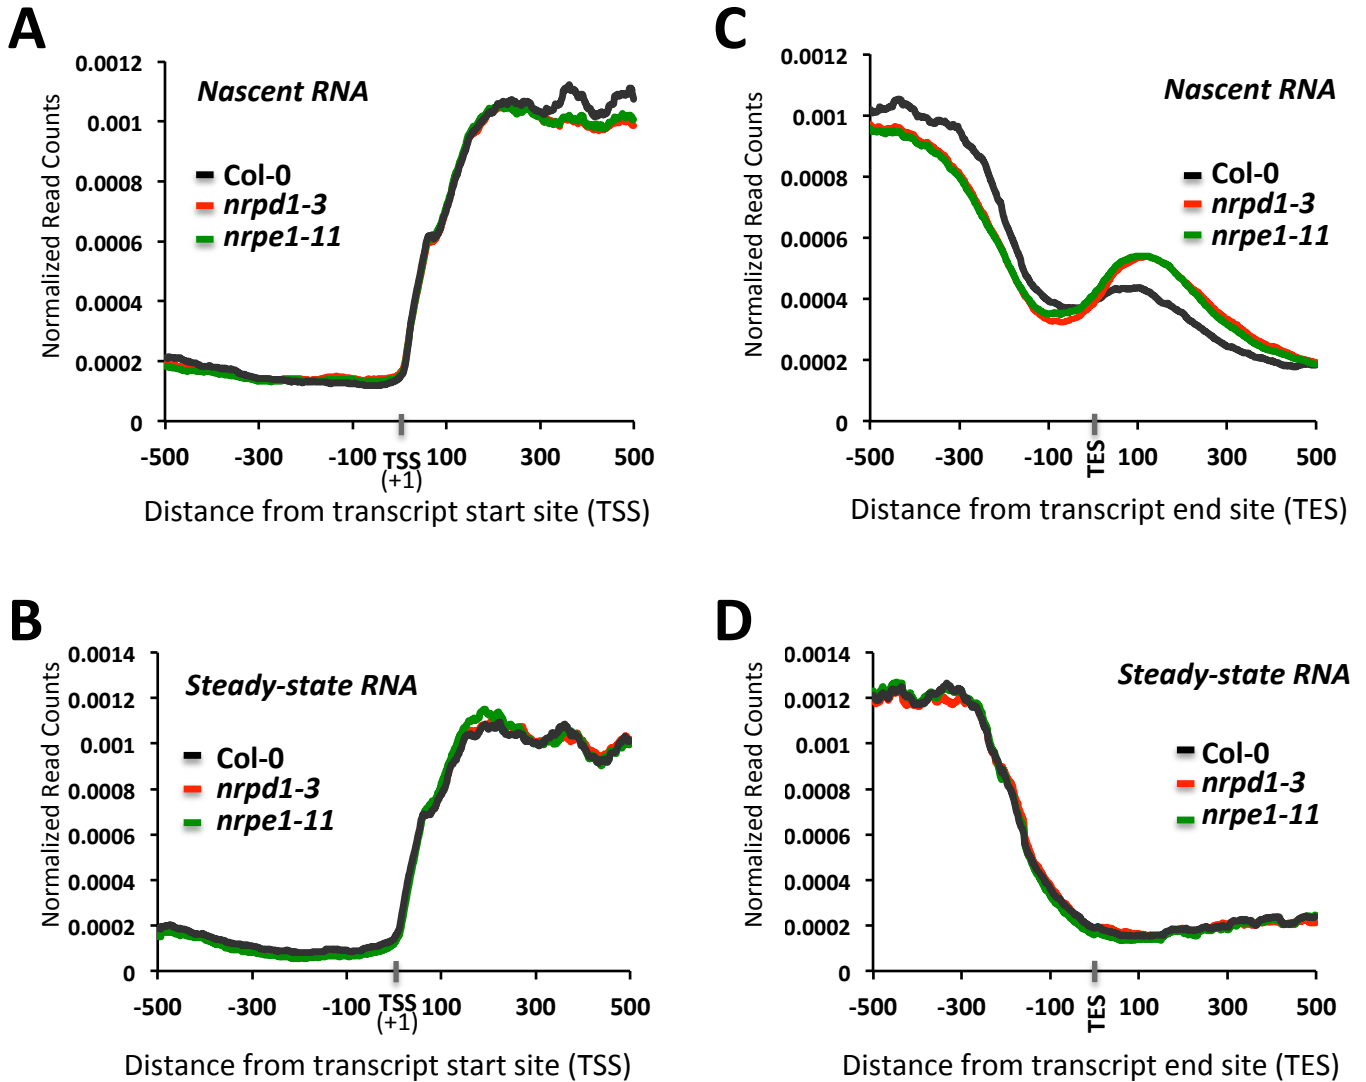 A
Nascent RNA
Normalized Read Counts
0.0012
0.001
0.0008
0.0006
0.0004
0.0002
0
Col-0
nrpd1-3
nrpe1-11
-500 -300 -100 TSS 100 300 500
(+1)
Distance from transcript start site (TSS)
C
Nascent RNA
Normalized Read Counts
0.0012
0.001
0.0008
0.0006
0.0004
0.0002
0
Col-0
nrpd1-3
nrpe1-11
-500 -300 -100 TES 100 300 500
Distance from transcript end site (TES)
B
Steady-state RNA
Normalized Read Counts
0.0014
0.0012
0.001
0.0008
0.0006
0.0004
0.0002
0
Col-0
nrpd1-3
nrpe1-11
-500 -300 -100 TSS 100 300 500
(+1)
Distance from transcript start site (TSS)
D
Steady-state RNA
Normalized Read Counts
0.0014
0.0012
0.001
0.0008
0.0006
0.0004
0.0002
0
Col-0
nrpd1-3
nrpe1-11
-500 -300 -100 TES 100 300 500
Distance from transcript end site (TES)